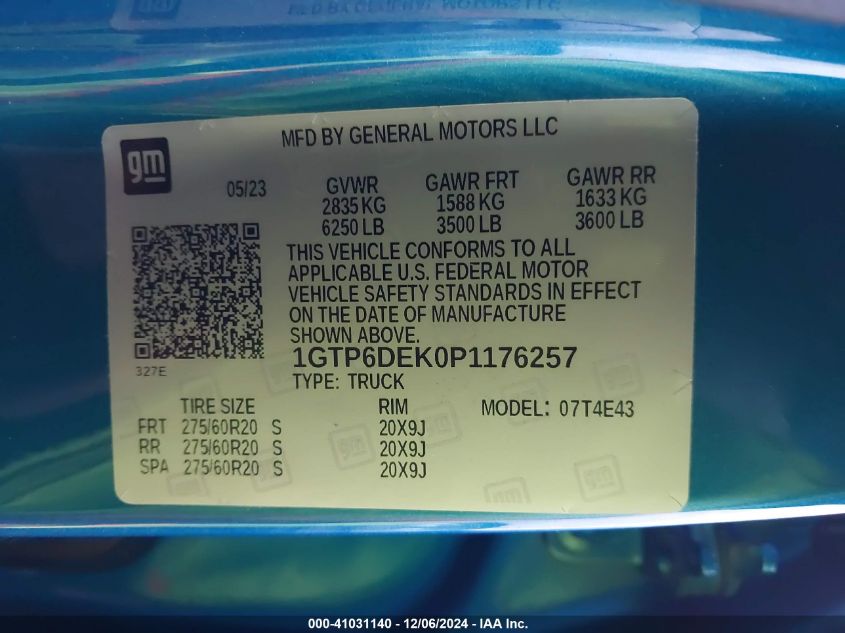 MFD BY GENERAL MOTORS LLC
gm
05/23
GVWR
2835 KG
6250 LB
GAWR FRT
1588 KG
3500 LB
GAWR RR
1633 KG
3600 LB
THIS VEHICLE CONFORMS TO ALL
APPLICABLE U.S. FEDERAL MOTOR
VEHICLE SAFETY STANDARDS IN EFFECT
ON THE DATE OF MANUFACTURE
SHOWN ABOVE.
327E
1GTP6DEK0P1176257
TYPE: TRUCK
TIRE SIZE RIM MODEL: 07T4E43
FRT 275/60R20 S 20X9J
RR 275/60R20 S 20X9J
SPA 275/60R20 S 20X9J
000-41031140 - 12/06/2024 - IAA Inc.